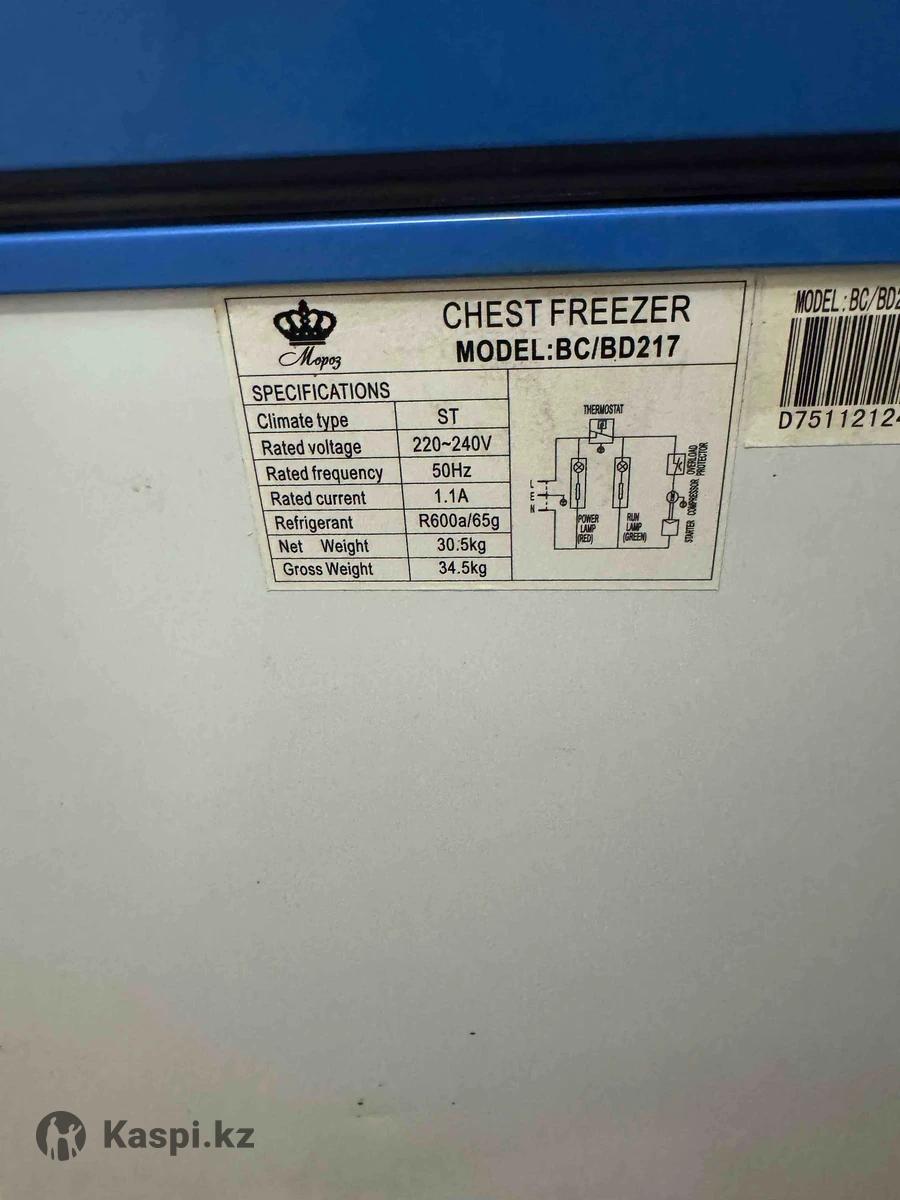 Мороз
CHEST FREEZER
MODEL:BC/BD217
SPECIFICATIONS
Climate type ST
Rated voltage 220~240V
Rated frequency 50Hz
Rated current 1.1A
Refrigerant R600a/65g
Net Weight 30.5kg
Gross Weight 34.5kg
THERMOSTAT
L
E
N
POWER
LAMP
(RED)
RUN
LAMP
(GREEN)
OVERLOAD
PROTECTOR
COMPRESSOR
STARTER
MODEL:BC/BD2
D75112124
Kaspi.kz